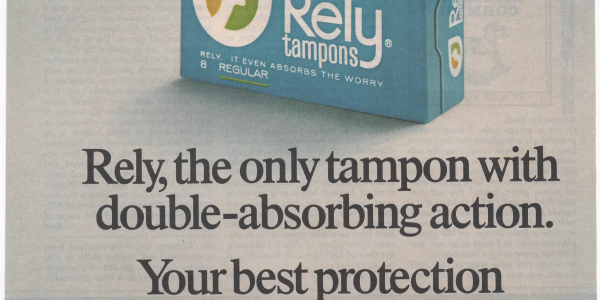 Rely®
tampons
RELY. IT EVEN ABSORBS THE WORRY
8 REGULAR
Rely, the only tampon with
double-absorbing action.
Your best protection